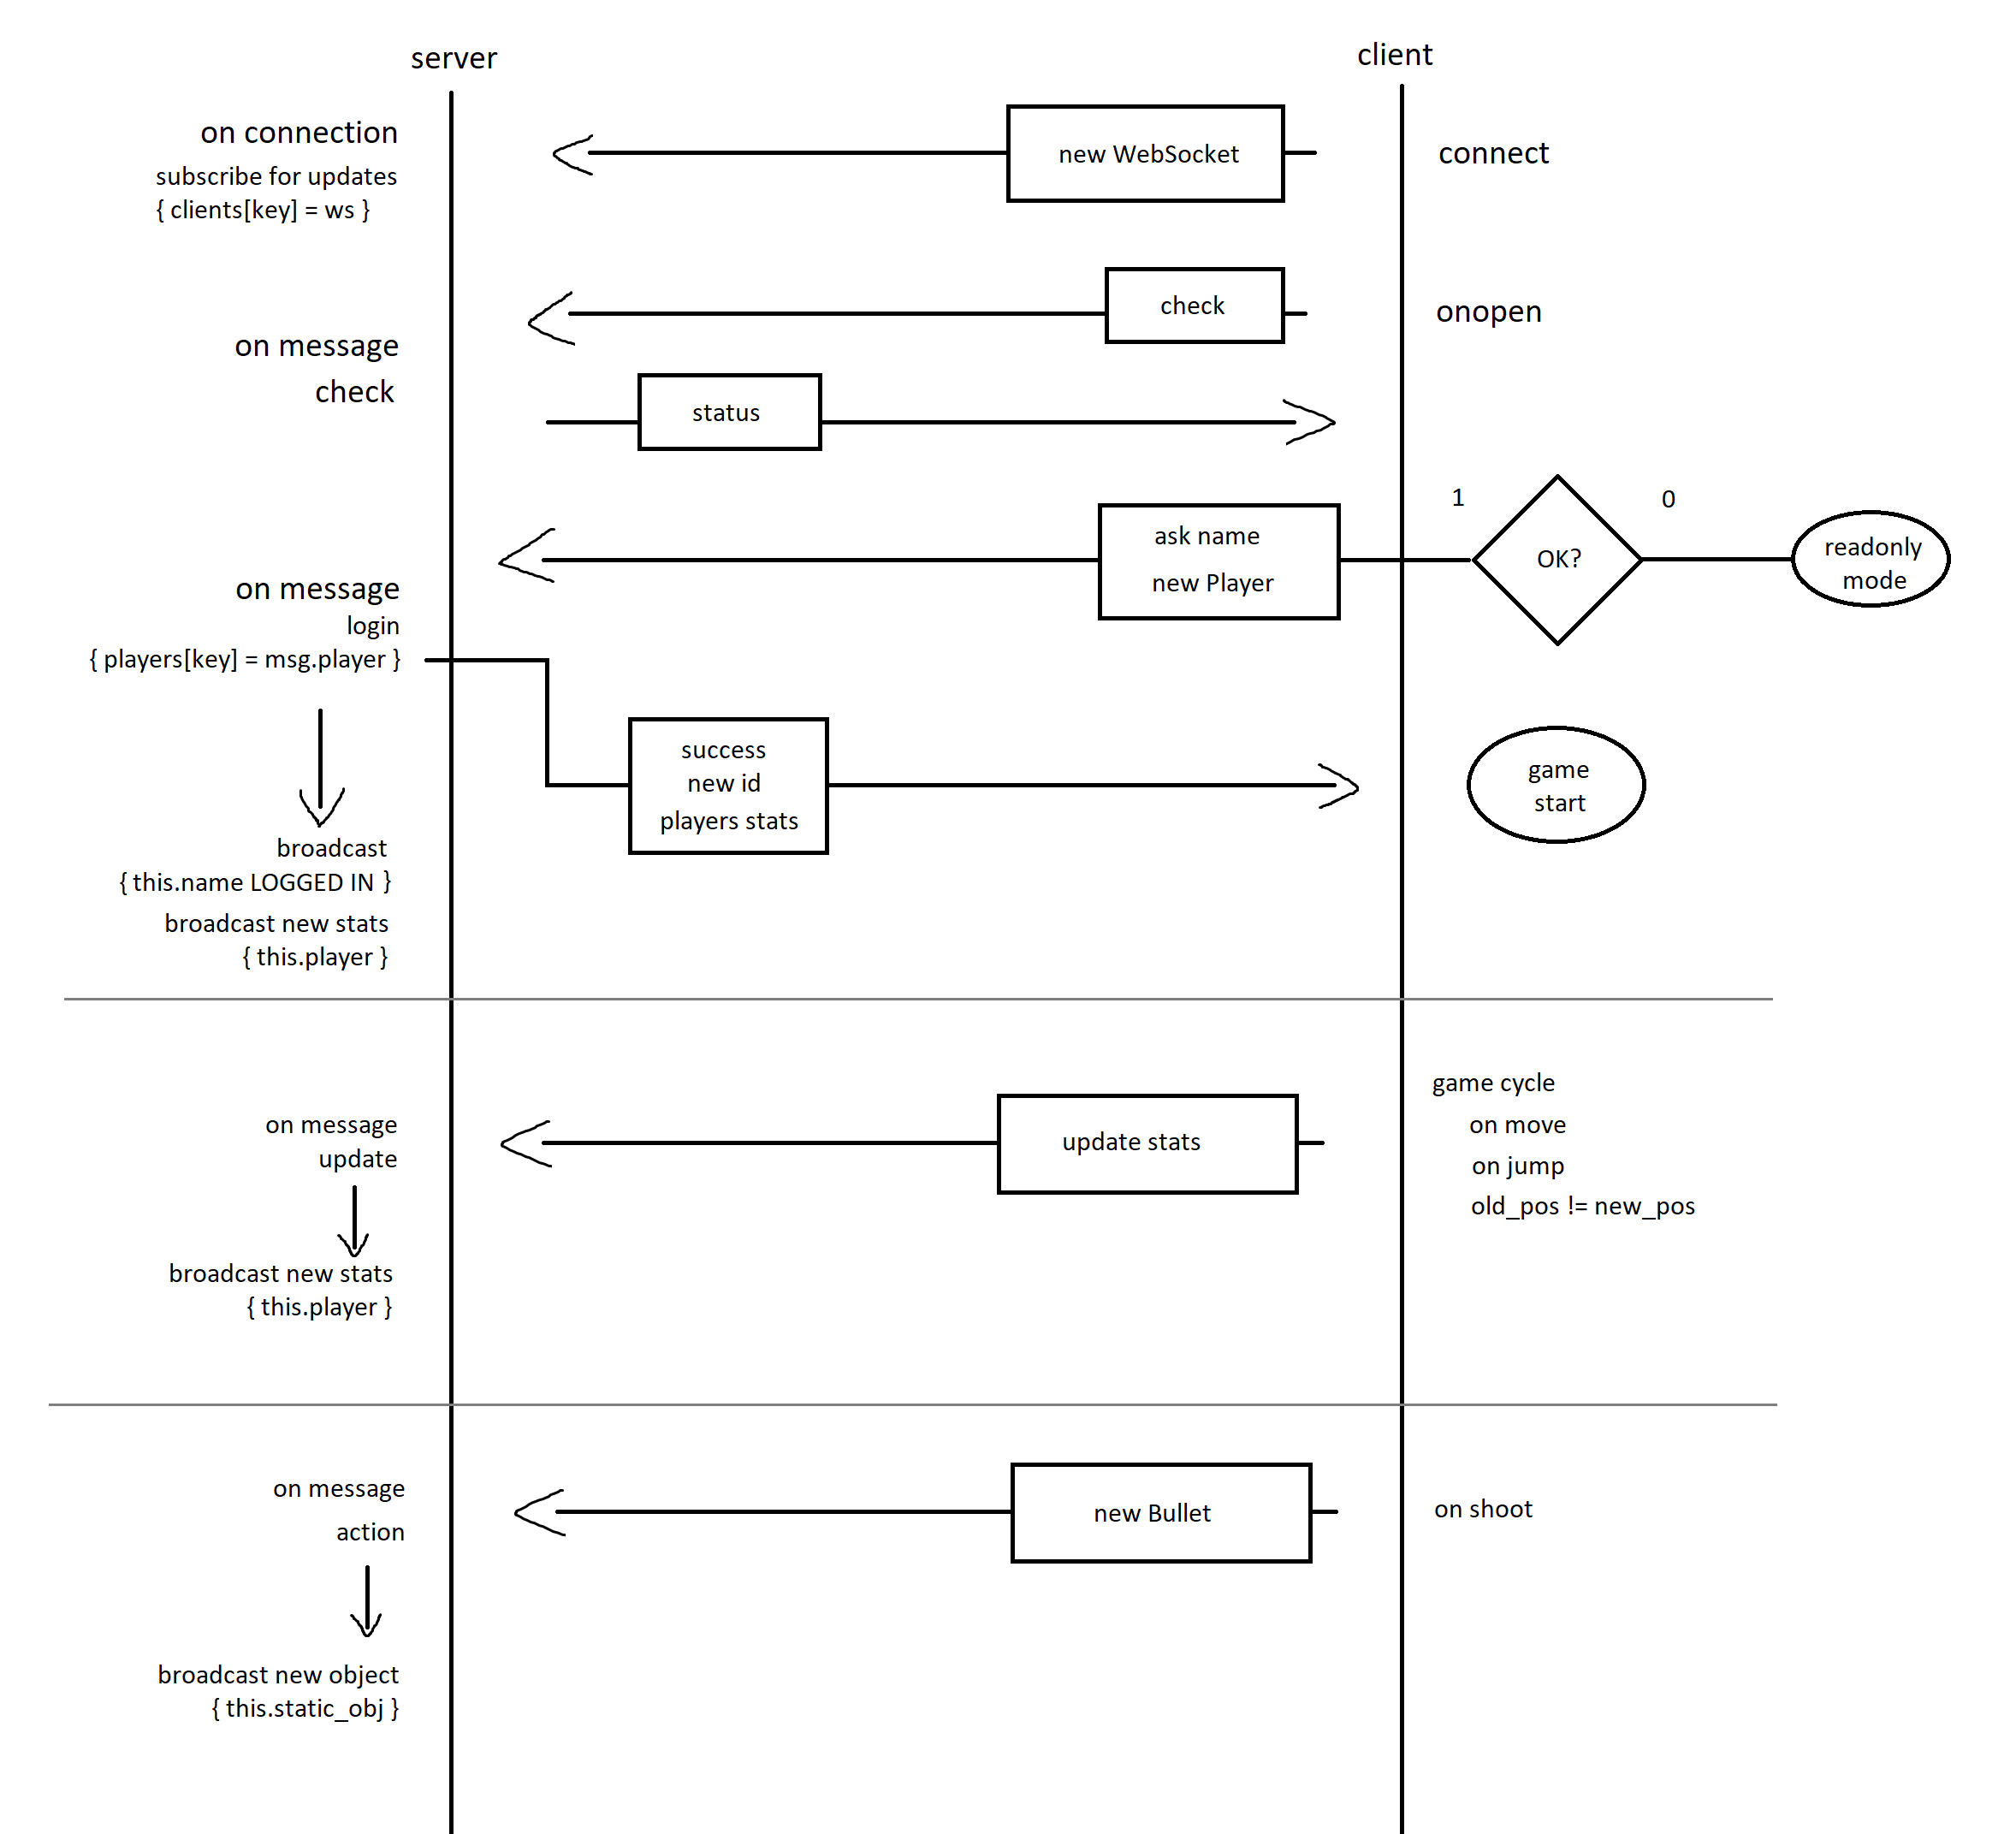 server
client
on connection
subscribe for updates
{ clients[key] = ws }
new WebSocket
connect
check
onopen
on message
check
status
ask name
new Player
1
OK?
0
readonly
mode
on message
login
{ players[key] = msg.player }
success
new id
players stats
game
start
broadcast
{ this.name LOGGED IN }
broadcast new stats
{ this.player }
game cycle
on move
on jump
old_pos != new_pos
update stats
on message
update
broadcast new stats
{ this.player }
on message
action
new Bullet
on shoot
broadcast new object
{ this.static_obj }